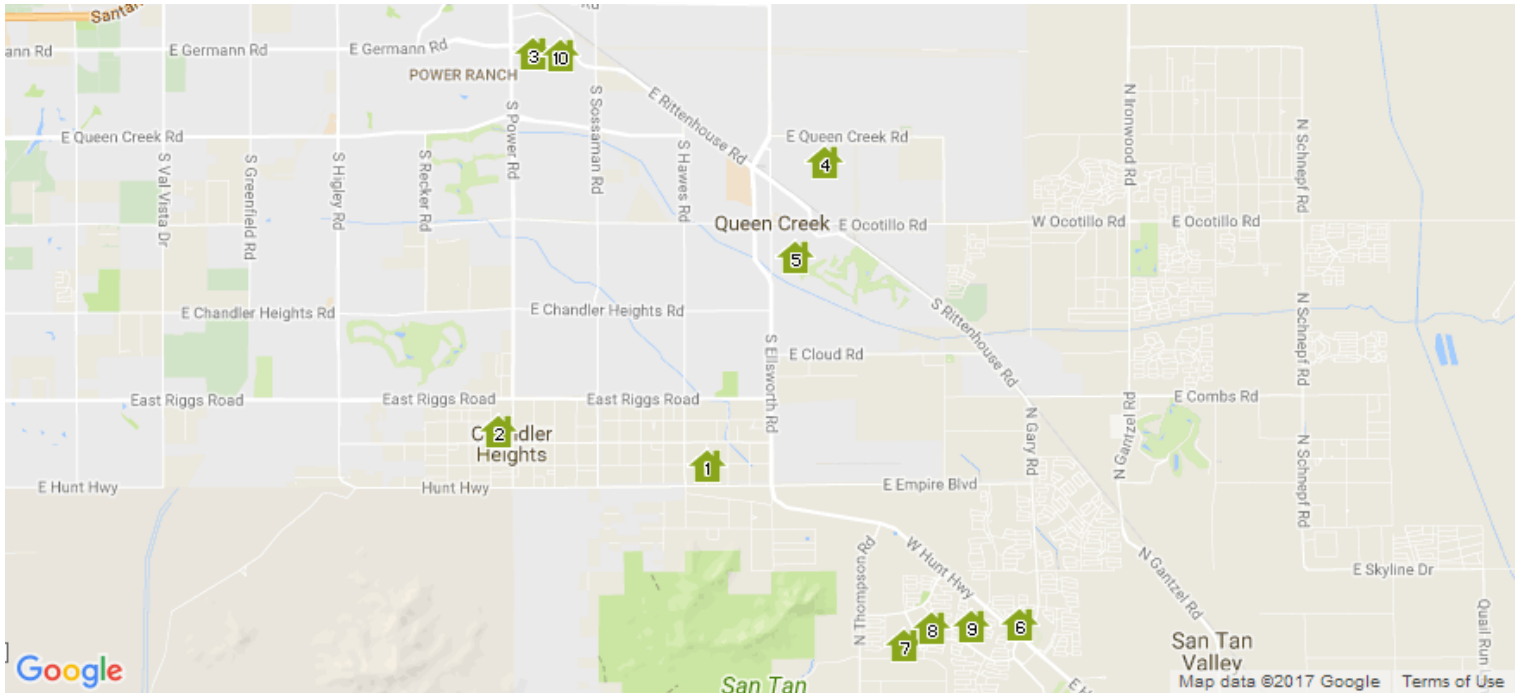 Santan
Rd
ann Rd
E Germann Rd
E Germann Rd
3
10
POWER RANCH
S Power Rd
S Sossaman Rd
E Rittenhouse Rd
N Ironwood Rd
N Schnepf Rd
E Queen Creek Rd
E Queen Creek Rd
4
S Val Vista Dr
S Greenfield Rd
S Higley Rd
S Recker Rd
S Hawes Rd
Queen Creek
E Ocotillo Rd
W Ocotillo Rd
E Ocotillo Rd
5
E Chandler Heights Rd
E Chandler Heights Rd
S Rittenhouse Rd
N Schnepf Rd
S Ellsworth Rd
E Cloud Rd
East Riggs Road
East Riggs Road
East Riggs Road
E Combs Rd
N Gary Rd
N Gantzel Rd
N Schnepf Rd
2
Chandler
Heights
1
E Hunt Hwy
Hunt Hwy
E Empire Blvd
N Thompson Rd
W Hunt Hwy
N Gantzel Rd
E Skyline Dr
Quail Run
7
8
9
6
San Tan
Valley
San Tan
E H
Google
Map data ©2017 Google
Terms of Use